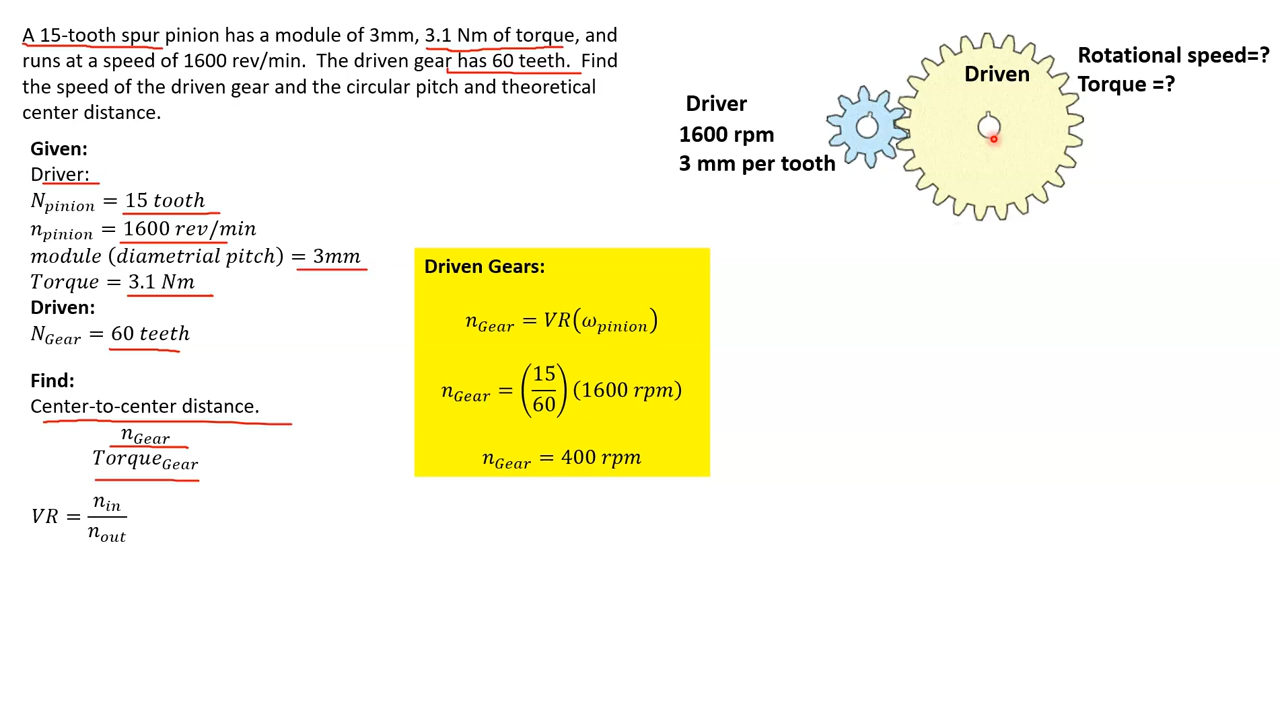 A 15-tooth spur pinion has a module of 3mm, 3.1 Nm of torque, and
runs at a speed of 1600 rev/min.  The driven gear has 60 teeth.  Find
the speed of the driven gear and the circular pitch and theoretical
center distance.
Given:
Driver:
N_pinion = 15 tooth
n_pinion = 1600 rev/min
module (diametrial pitch) = 3mm
Torque = 3.1 Nm
Driven:
N_Gear = 60 teeth
Find:
Center-to-center distance.
n_Gear
Torque_Gear
VR = n_in / n_out
Driven Gears:
n_Gear = VR(ω_pinion)
n_Gear = (15/60)(1600 rpm)
n_Gear = 400 rpm
Driver
1600 rpm
3 mm per tooth
Driven
Rotational speed=?
Torque =?